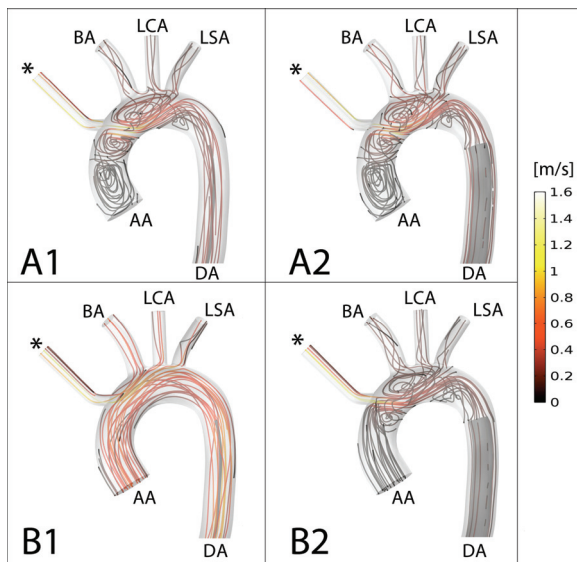 BA LCA LSA
*
AA
A1 DA
BA LCA LSA
*
AA
A2 DA
BA LCA LSA
*
AA
B1 DA
BA LCA LSA
*
AA
B2 DA
[m/s]
1.6
1.4
1.2
1
0.8
0.6
0.4
0.2
0